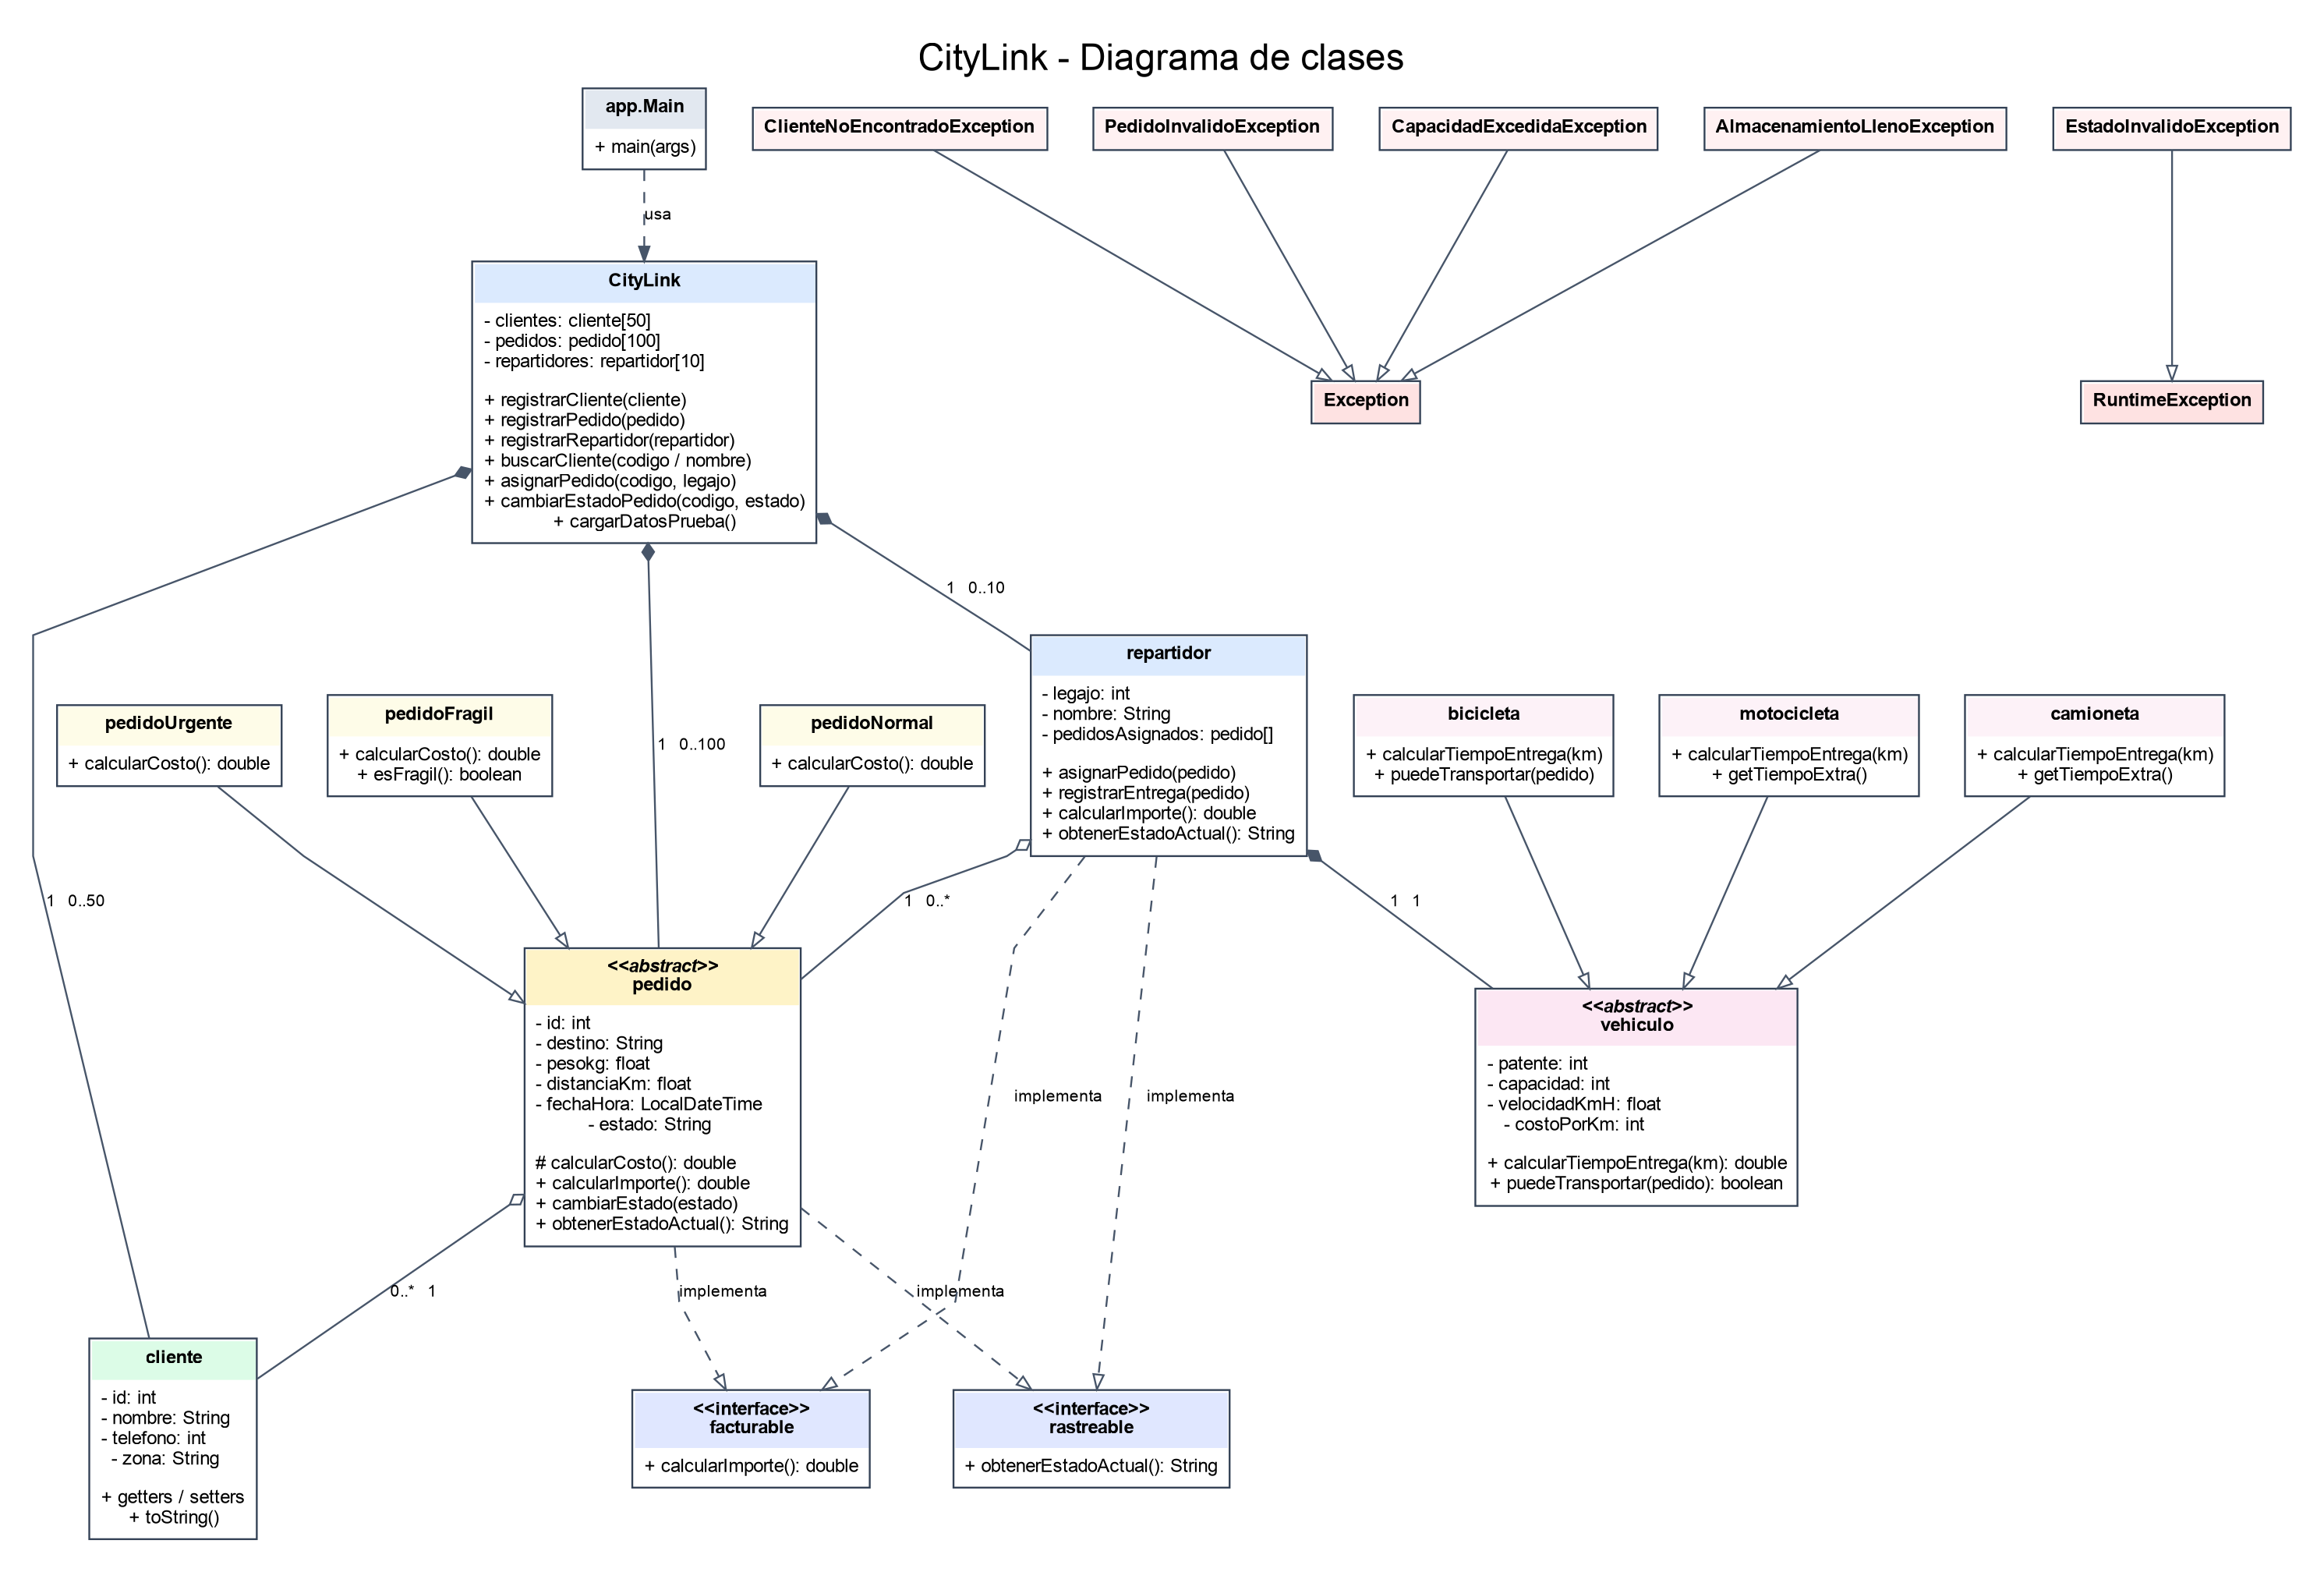 CityLink - Diagrama de clases
app.Main
+ main(args)
ClienteNoEncontradoException
PedidoInvalidoException
CapacidadExcedidaException
AlmacenamientoLlenoException
EstadoInvalidoException
usa
CityLink
- clientes: cliente[50]
- pedidos: pedido[100]
- repartidores: repartidor[10]
+ registrarCliente(cliente)
+ registrarPedido(pedido)
+ registrarRepartidor(repartidor)
+ buscarCliente(codigo / nombre)
+ asignarPedido(codigo, legajo)
+ cambiarEstadoPedido(codigo, estado)
+ cargarDatosPrueba()
Exception
RuntimeException
1 0..10
repartidor
- legajo: int
- nombre: String
- pedidosAsignados: pedido[]
+ asignarPedido(pedido)
+ registrarEntrega(pedido)
+ calcularImporte(): double
+ obtenerEstadoActual(): String
pedidoUrgente
+ calcularCosto(): double
pedidoFragil
+ calcularCosto(): double
+ esFragil(): boolean
1 0..100
pedidoNormal
+ calcularCosto(): double
bicicleta
+ calcularTiempoEntrega(km)
+ puedeTransportar(pedido)
motocicleta
+ calcularTiempoEntrega(km)
+ getTiempoExtra()
camioneta
+ calcularTiempoEntrega(km)
+ getTiempoExtra()
1 0..50
1 0..*
1 1
<<abstract>>
pedido
- id: int
- destino: String
- pesokg: float
- distanciaKm: float
- fechaHora: LocalDateTime
- estado: String
# calcularCosto(): double
+ calcularImporte(): double
+ cambiarEstado(estado)
+ obtenerEstadoActual(): String
<<abstract>>
vehiculo
- patente: int
- capacidad: int
- velocidadKmH: float
- costoPorKm: int
+ calcularTiempoEntrega(km): double
+ puedeTransportar(pedido): boolean
implementa
implementa
0..* 1
implementa
implementa
cliente
- id: int
- nombre: String
- telefono: int
- zona: String
+ getters / setters
+ toString()
<<interface>>
facturable
+ calcularImporte(): double
<<interface>>
rastreable
+ obtenerEstadoActual(): String